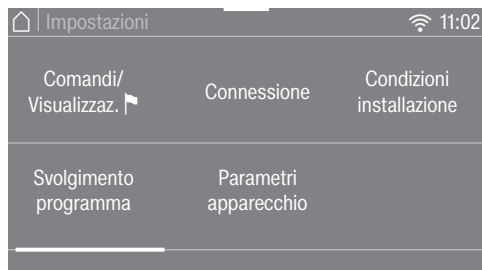 Impostazioni 11:02
Comandi/
Visualizzaz.
Connessione
Condizioni
installazione
Svolgimento
programma
Parametri
apparecchio